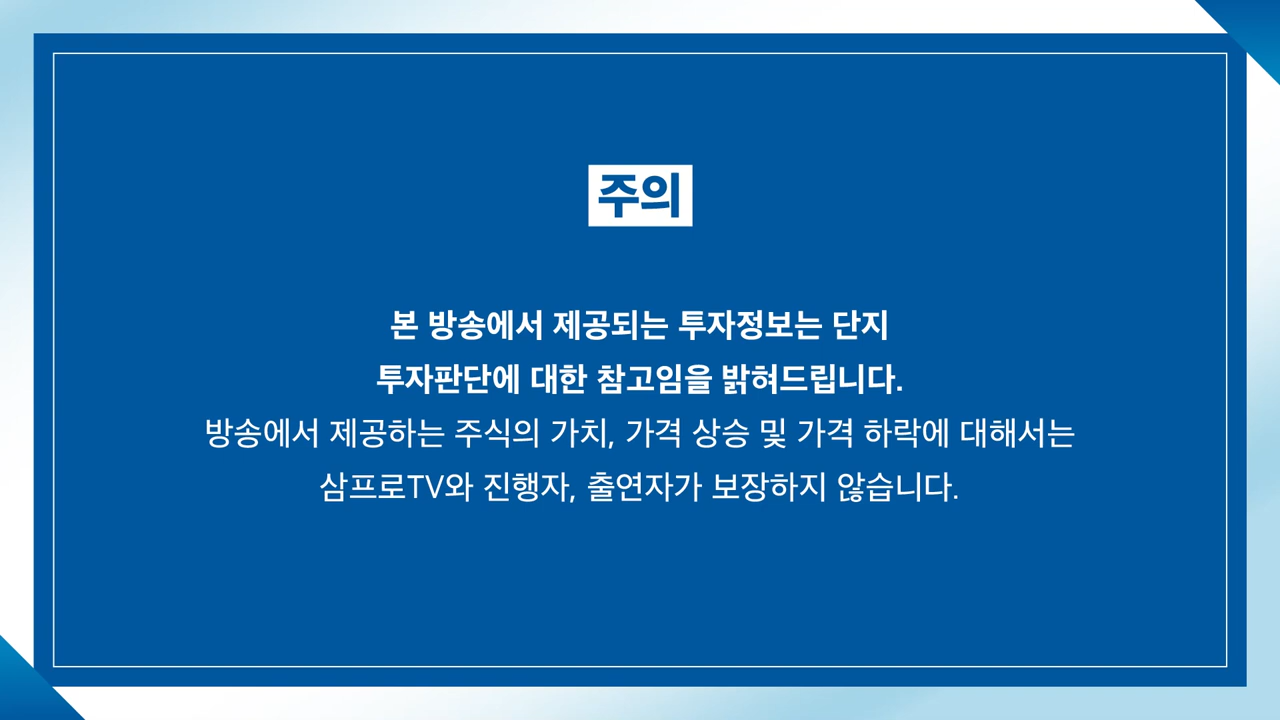 주의
본 방송에서 제공되는 투자정보는 단지
투자판단에 대한 참고임을 밝혀드립니다.
방송에서 제공하는 주식의 가치, 가격 상승 및 가격 하락에 대해서는
삼프로TV와 진행자, 출연자가 보장하지 않습니다.